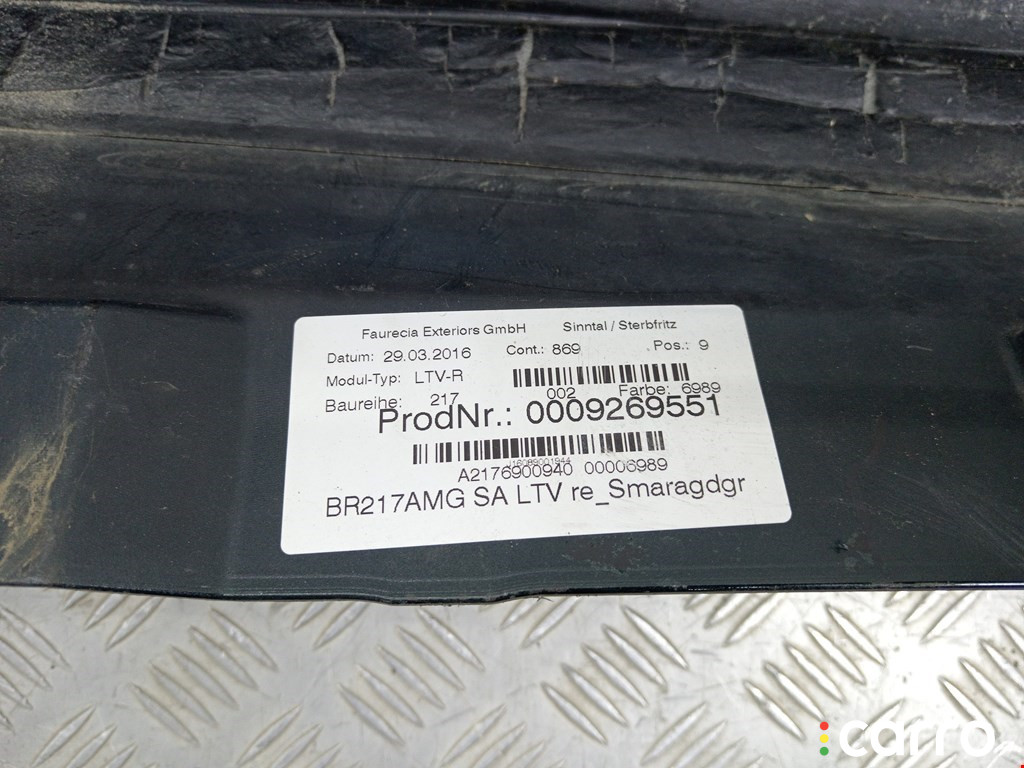 Faurecia Exteriors GmbH Sinntal / Sterbfritz
Datum: 29.03.2016 Cont.: 869 Pos.: 9
Modul-Typ: LTV-R
Baureihe: 217 002 Farbe: 6989
ProdNr.: 0009269551
A2176900940 00006989
BR217AMG SA LTV re_Smaragdgr
carro